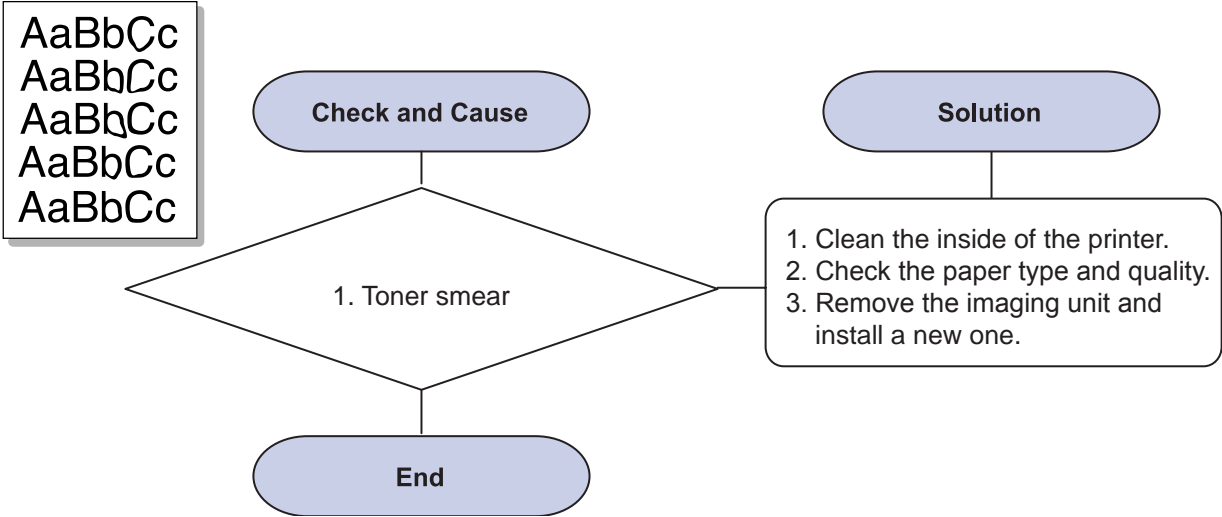 AaBbCc
AaBbCc
AaBbCc
AaBbCc
AaBbCc
Check and Cause
1. Toner smear
End
Solution
1. Clean the inside of the printer.
2. Check the paper type and quality.
3. Remove the imaging unit and
install a new one.